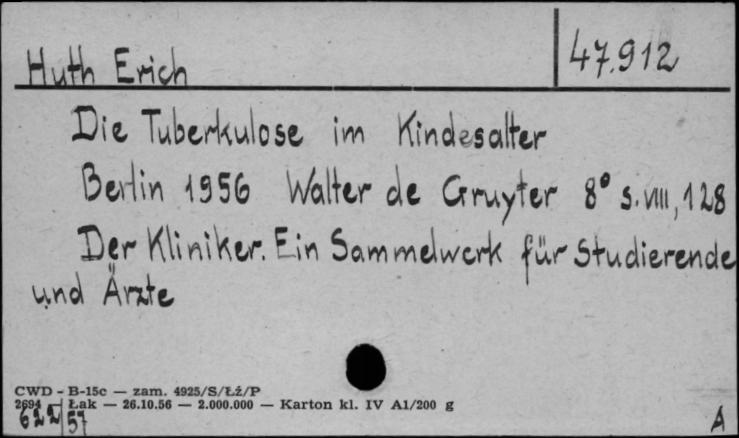 Huth Erich
47.912
Die Tuberkulose im Kindesalter
Berlin 1956 Walter de Gruyter 8° s. VIII, 128
Der Kliniker. Ein Sammelwerk für Studierende
und Ärzte
CWD - B-15c — zam. 4925/S/Łź/P
2694 — Łak — 26.10.56 — 2.000.000 — Karton kl. IV A1/200 g
622/57
A